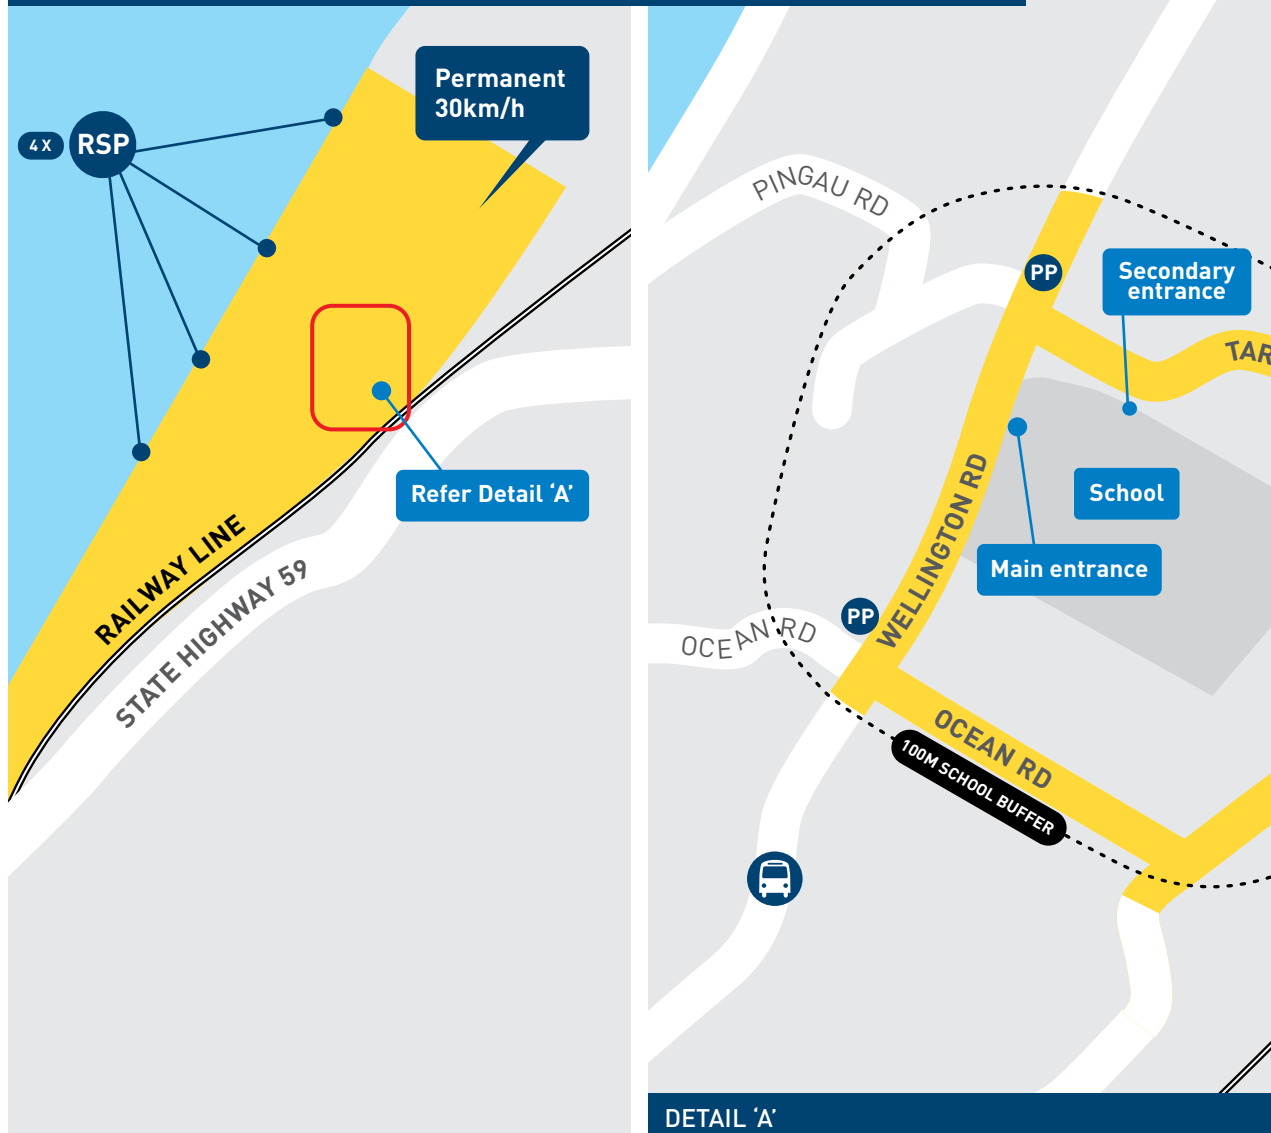 Permanent
30km/h
4 X
RSP
Refer Detail ‘A’
RAILWAY LINE
STATE HIGHWAY 59
PINGAU RD
PP
Secondary
entrance
TAR
School
WELLINGTON RD
Main entrance
PP
OCEAN RD
OCEAN RD
100M SCHOOL BUFFER
DETAIL ‘A’